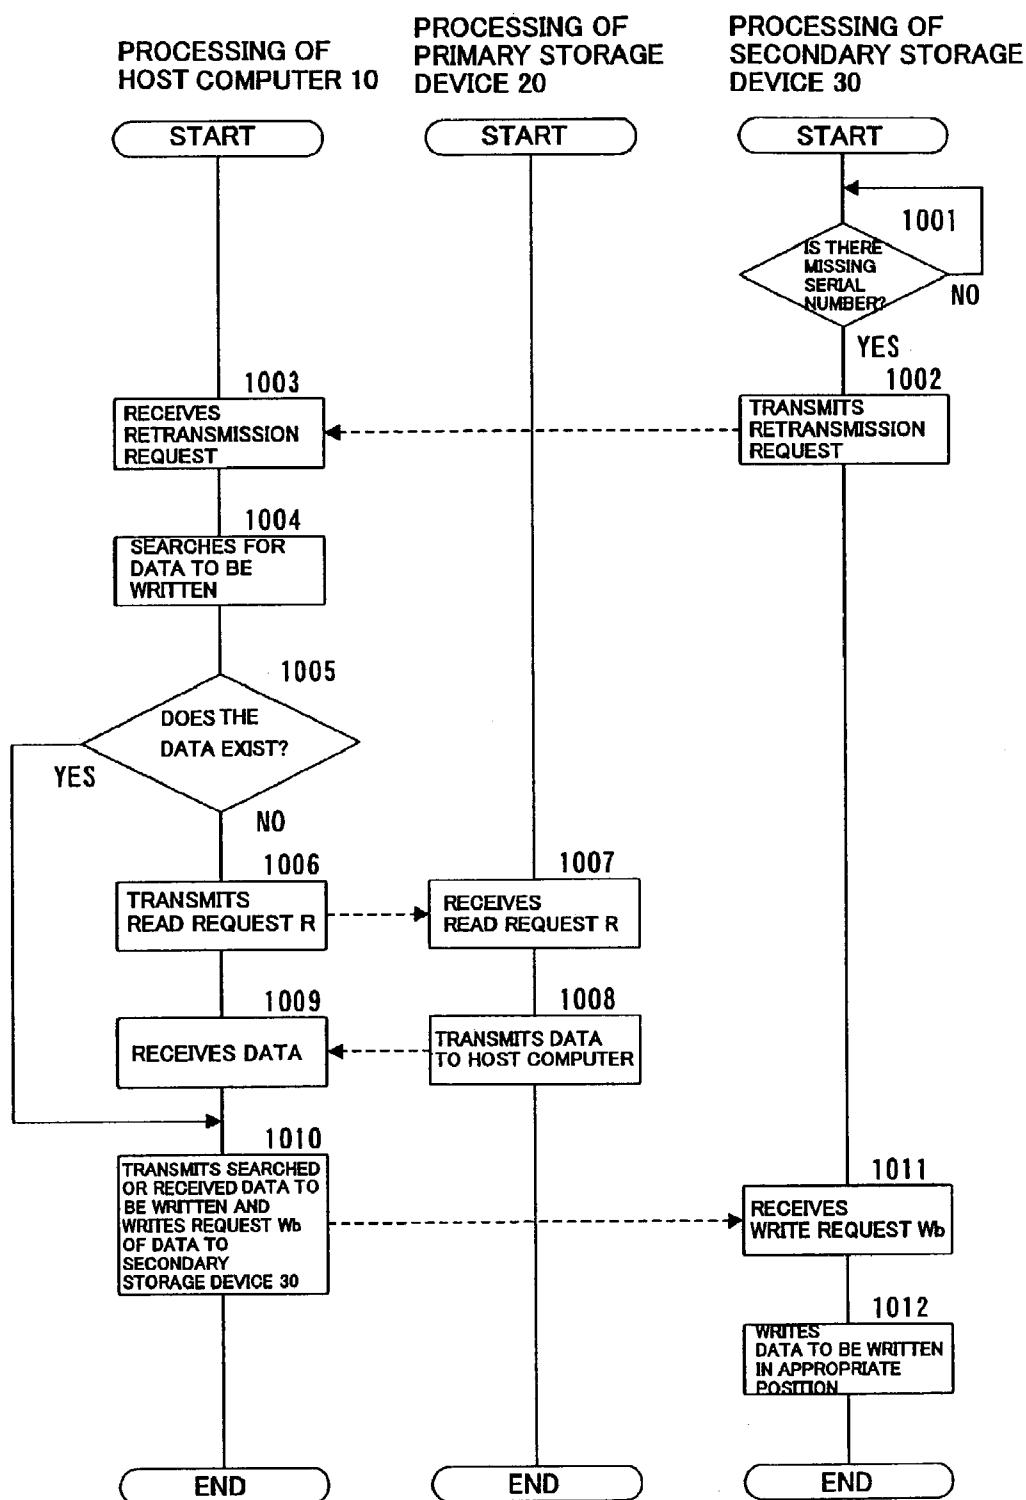 PROCESSING OF
HOST COMPUTER 10
PROCESSING OF
PRIMARY STORAGE
DEVICE 20
PROCESSING OF
SECONDARY STORAGE
DEVICE 30
START
START
START
1001
IS THERE
MISSING
SERIAL
NUMBER?
NO
YES
1002
TRANSMITS
RETRANSMISSION
REQUEST
1003
RECEIVES
RETRANSMISSION
REQUEST
1004
SEARCHES FOR
DATA TO BE
WRITTEN
1005
DOES THE
DATA EXIST?
YES
NO
1006
TRANSMITS
READ REQUEST R
1007
RECEIVES
READ REQUEST R
1008
TRANSMITS DATA
TO HOST COMPUTER
1009
RECEIVES DATA
1010
TRANSMITS SEARCHED
OR RECEIVED DATA TO
BE WRITTEN AND
WRITES REQUEST Wb
OF DATA TO
SECONDARY
STORAGE DEVICE 30
1011
RECEIVES
WRITE REQUEST Wb
1012
WRITES
DATA TO BE WRITTEN
IN APPROPRIATE
POSITION
END
END
END